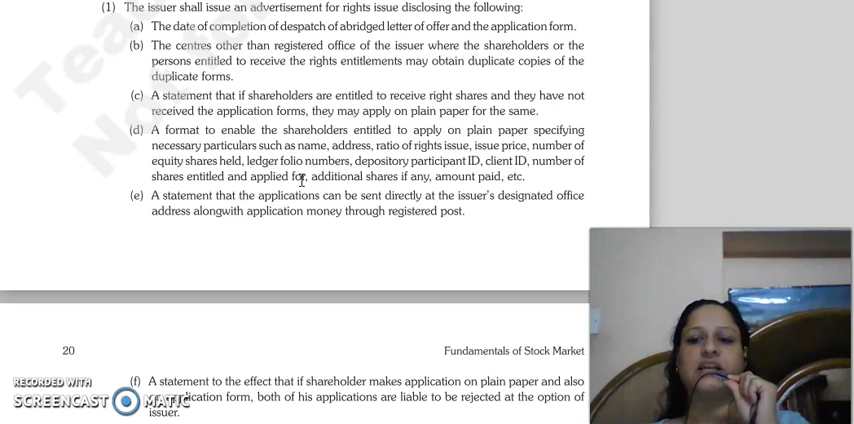 (1) The issuer shall issue an advertisement for rights issue disclosing the following:
(a) The date of completion of despatch of abridged letter of offer and the application form.
(b) The centres other than registered office of the issuer where the shareholders or the
persons entitled to receive the rights entitlements may obtain duplicate copies of the
duplicate forms.
(c) A statement that if shareholders are entitled to receive right shares and they have not
received the application forms, they may apply on plain paper for the same.
(d) A format to enable the shareholders entitled to apply on plain paper specifying
necessary particulars such as name, address, ratio of rights issue, issue price, number of
equity shares held, ledger folio numbers, depository participant ID, client ID, number of
shares entitled and applied for, additional shares if any, amount paid, etc.
(e) A statement that the applications can be sent directly at the issuer's designated office
address alongwith application money through registered post.
20 Fundamentals of Stock Market
(f) A statement to the effect that if shareholder makes application on plain paper and also
application form, both of his applications are liable to be rejected at the option of
issuer.
RECORDED WITH
SCREENCAST MATIC